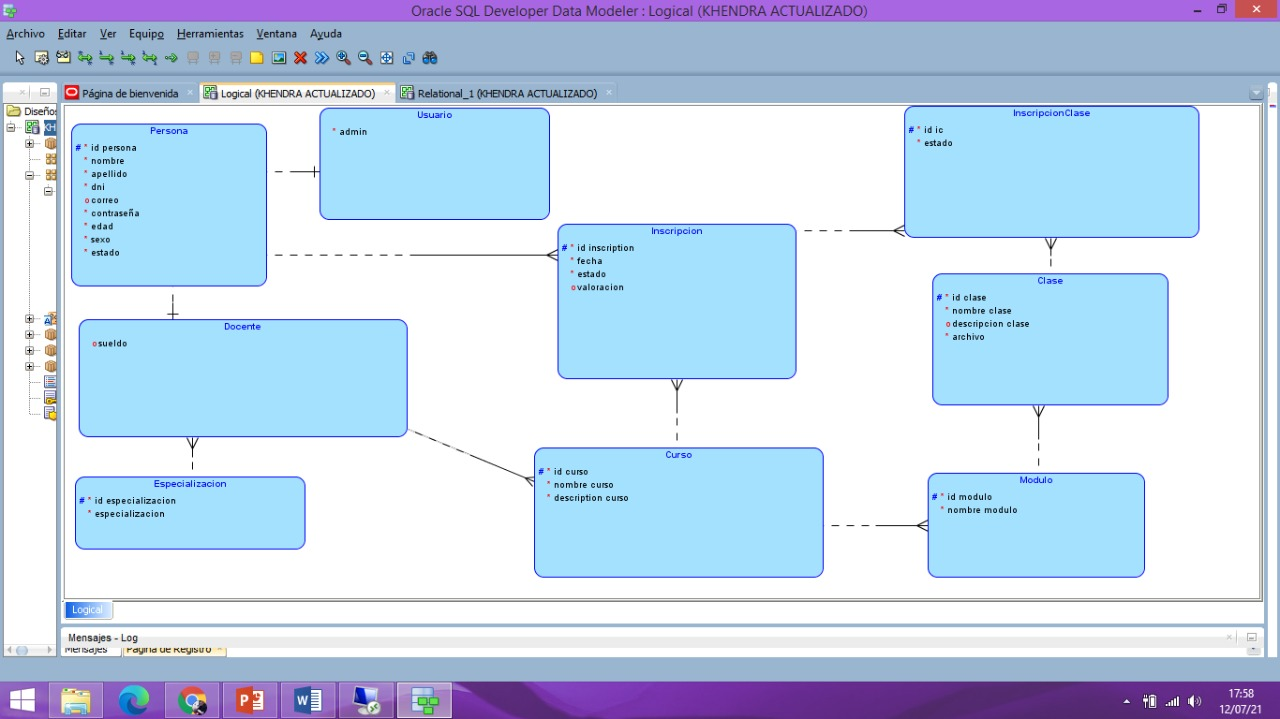 Oracle SQL Developer Data Modeler : Logical (KHENDRA ACTUALIZADO)
Archivo Editar Ver Equipo Herramientas Ventana Ayuda
Página de bienvenida
Logical (KHENDRA ACTUALIZADO)
Relational_1 (KHENDRA ACTUALIZADO)
Diseños
KH
Persona
# * id persona
* nombre
* apellido
* dni
o correo
* contraseña
* edad
* sexo
* estado
Usuario
* admin
InscripcionClase
# * id ic
* estado
Inscripcion
# * id inscription
* fecha
* estado
o valoracion
Clase
# * id clase
* nombre clase
o descripcion clase
* archivo
Docente
o sueldo
Especializacion
# * id especializacion
* especializacion
Curso
# * id curso
* nombre curso
* description curso
Modulo
# * id modulo
* nombre modulo
Logical
Mensajes - Log
Mensajes
Página de Registro
17:58
12/07/21